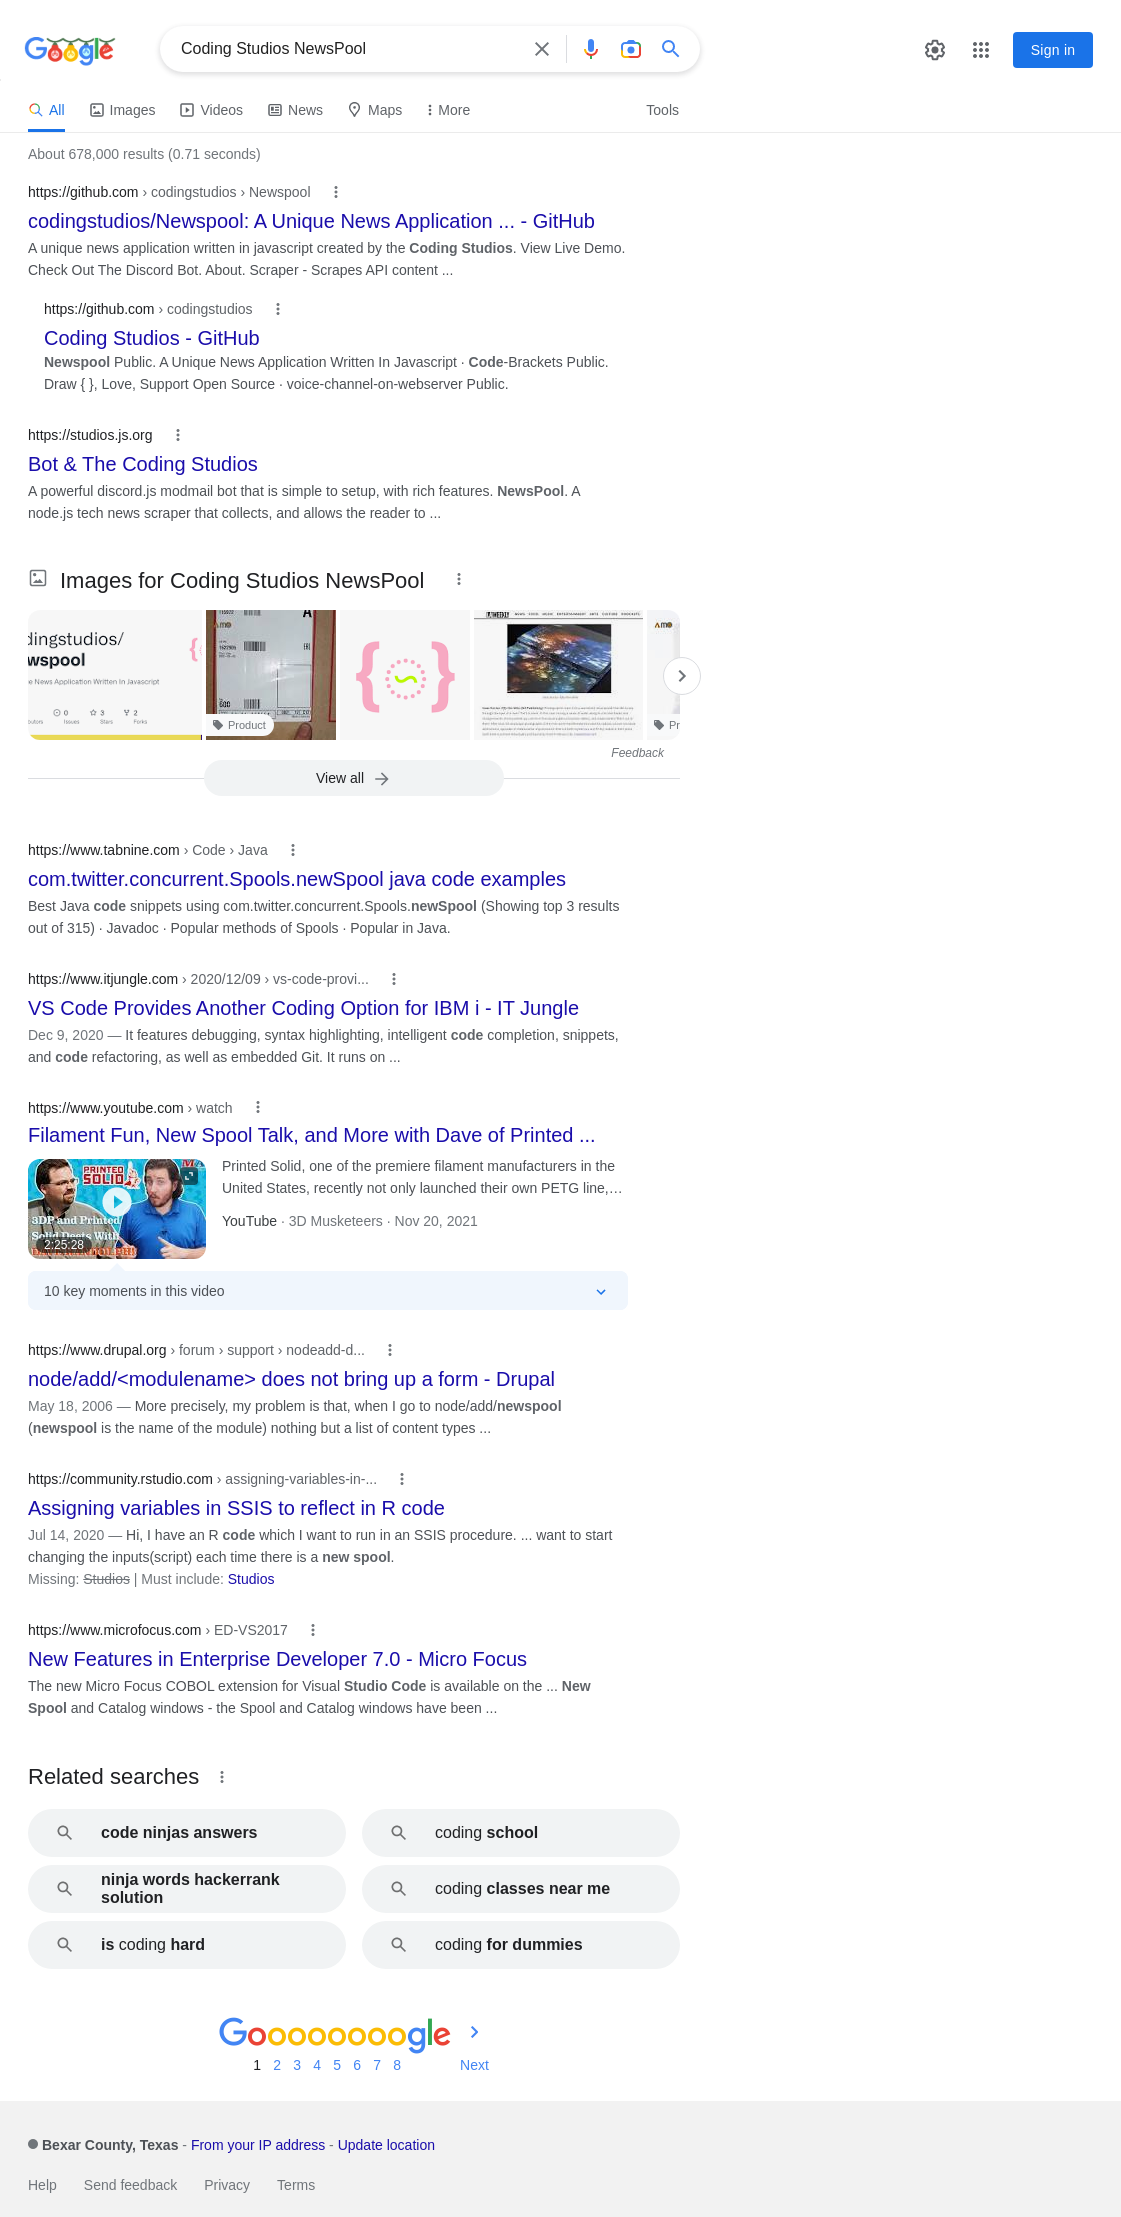 Google
Coding Studios NewsPool
Sign in
All Images Videos News Maps More Tools
About 678,000 results (0.71 seconds)
https://github.com › codingstudios › Newspool
codingstudios/Newspool: A Unique News Application ... - GitHub
A unique news application written in javascript created by the Coding Studios. View Live Demo.
Check Out The Discord Bot. About. Scraper - Scrapes API content ...
https://github.com › codingstudios
Coding Studios - GitHub
Newspool Public. A Unique News Application Written In Javascript · Code-Brackets Public.
Draw { }, Love, Support Open Source · voice-channel-on-webserver Public.
https://studios.js.org
Bot & The Coding Studios
A powerful discord.js modmail bot that is simple to setup, with rich features. NewsPool. A
node.js tech news scraper that collects, and allows the reader to ...
Images for Coding Studios NewsPool
dingstudios/
wspool
e News Application Written In Javascript
0 3 2
Issues Stars Forks
Product
Pr
Feedback
View all
https://www.tabnine.com › Code › Java
com.twitter.concurrent.Spools.newSpool java code examples
Best Java code snippets using com.twitter.concurrent.Spools.newSpool (Showing top 3 results
out of 315) · Javadoc · Popular methods of Spools · Popular in Java.
https://www.itjungle.com › 2020/12/09 › vs-code-provi...
VS Code Provides Another Coding Option for IBM i - IT Jungle
Dec 9, 2020 — It features debugging, syntax highlighting, intelligent code completion, snippets,
and code refactoring, as well as embedded Git. It runs on ...
https://www.youtube.com › watch
Filament Fun, New Spool Talk, and More with Dave of Printed ...
PRINTED
SOLID
3DP and Printed
Solid Deets With
2:25:28
Printed Solid, one of the premiere filament manufacturers in the
United States, recently not only launched their own PETG line,...
YouTube · 3D Musketeers · Nov 20, 2021
10 key moments in this video
https://www.drupal.org › forum › support › nodeadd-d...
node/add/<modulename> does not bring up a form - Drupal
May 18, 2006 — More precisely, my problem is that, when I go to node/add/newspool
(newspool is the name of the module) nothing but a list of content types ...
https://community.rstudio.com › assigning-variables-in-...
Assigning variables in SSIS to reflect in R code
Jul 14, 2020 — Hi, I have an R code which I want to run in an SSIS procedure. ... want to start
changing the inputs(script) each time there is a new spool.
Missing: Studios | Must include: Studios
https://www.microfocus.com › ED-VS2017
New Features in Enterprise Developer 7.0 - Micro Focus
The new Micro Focus COBOL extension for Visual Studio Code is available on the ... New
Spool and Catalog windows - the Spool and Catalog windows have been ...
Related searches
code ninjas answers
coding school
ninja words hackerrank
solution
coding classes near me
is coding hard
coding for dummies
Goooooooogle
1 2 3 4 5 6 7 8 Next
Bexar County, Texas - From your IP address - Update location
Help Send feedback Privacy Terms